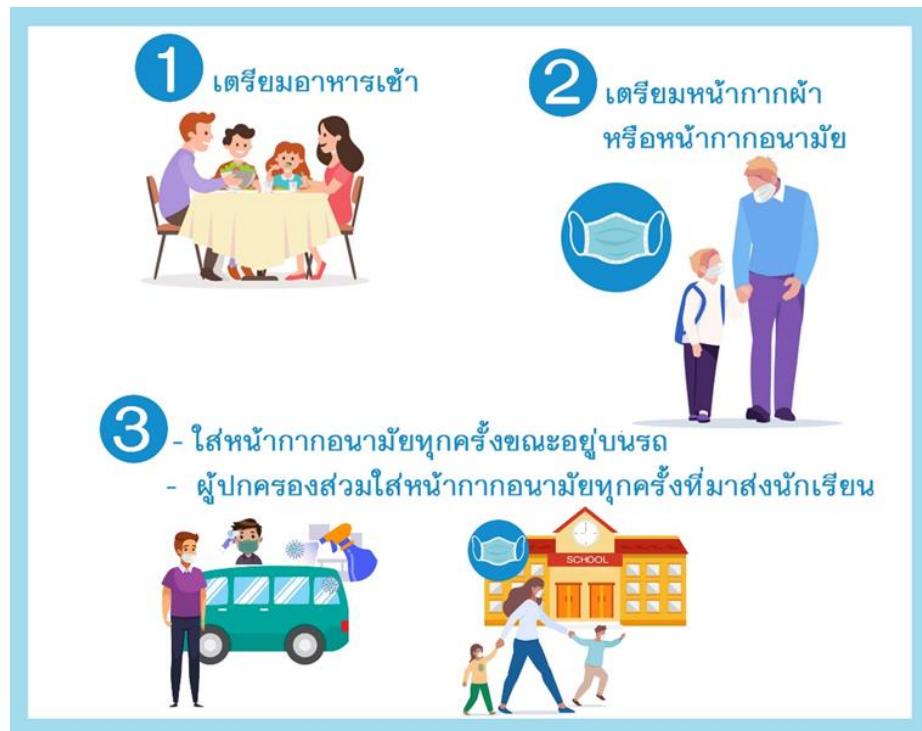 1 เตรียมอาหารเช้า
2 เตรียมหน้ากากผ้า
หรือหน้ากากอนามัย
3 - ใส่หน้ากากอนามัยทุกครั้งขณะอยู่บนรถ
- ผู้ปกครองส่วมใส่หน้ากากอนามัยทุกครั้งที่มาส่งนักเรียน
SCHOOL